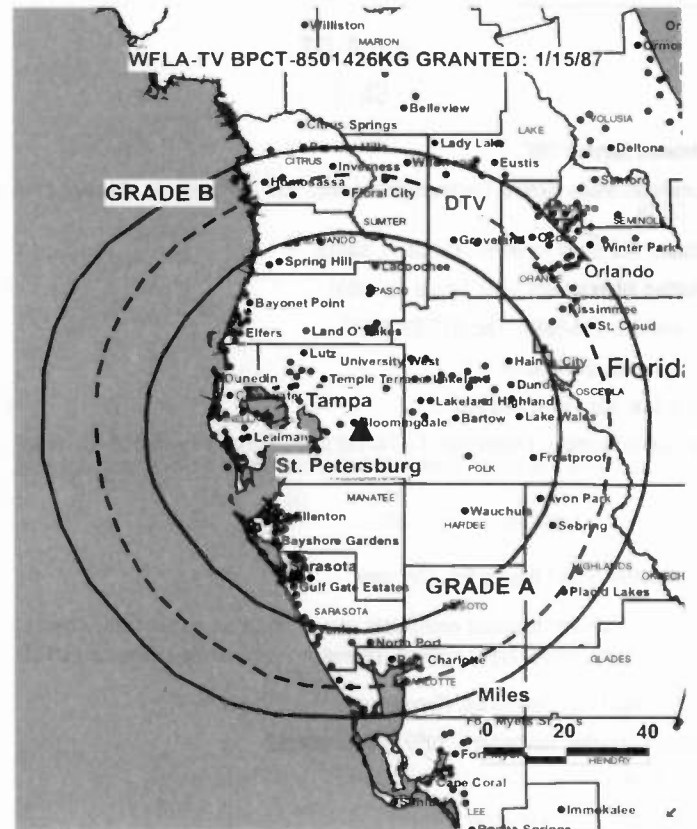 Williston
MARION
WFLA-TV BPCT-8501426KG GRANTED: 1/15/87
Belleview
VOLUSIA
Citrus Springs
LAKE
Lady Lake
Deltona
CITRUS
Inverness
Eustis
GRADE B
Homosassa
Floral City
DTV
SUMTER
SEMINOLE
Groveland
Winter Park
Orlando
Spring Hill
Lacoochee
ORANGE
PASCO
Bayonet Point
Kissimmee
St. Cloud
Elfers
Land O' Lakes
Lutz
University West
Haines City
Florida
Dunedin
Temple Terrace
Lakeland
Dundee
OSCEOLA
Tampa
Lakeland Highland
Bloomingdale
Bartow
Lake Wales
Lealman
St. Petersburg
Frostproof
POLK
MANATEE
Avon Park
Ellenton
Wauchula
HARDEE
Sebring
Bayshore Gardens
Sarasota
HIGHLANDS
Gulf Gate Estates
GRADE A
Placid Lakes
SARASOTA
North Port
GLADES
Charlotte
Miles
0 20 40
HENDRY
Cape Coral
LEE
Immokalee